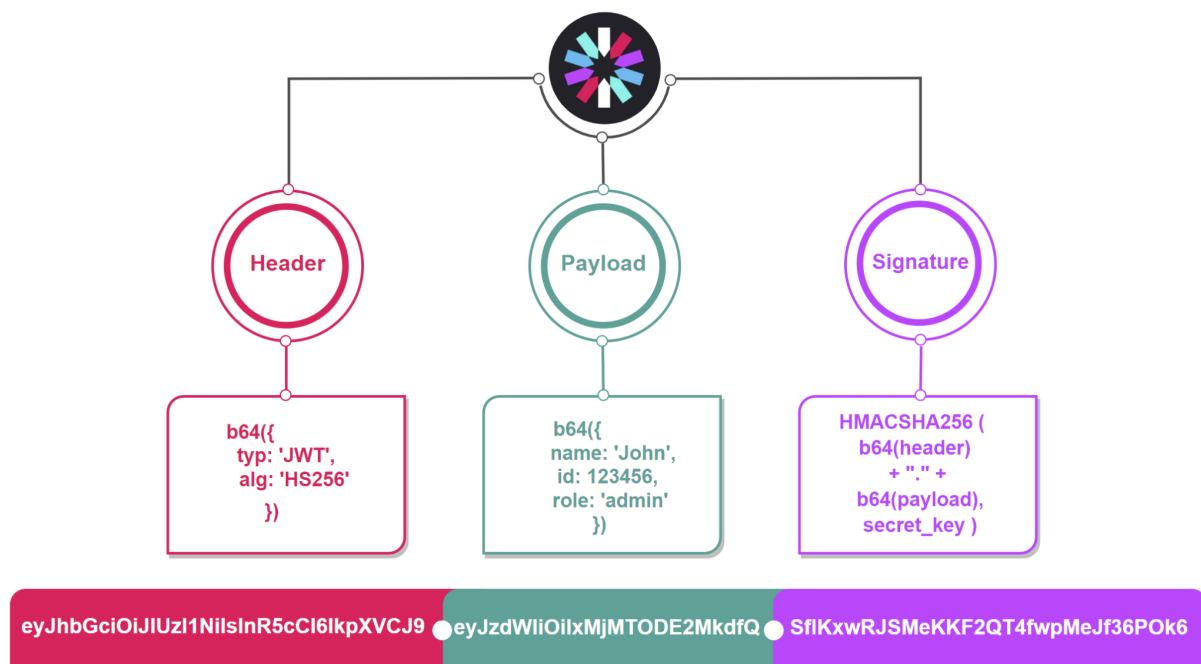 Header
Payload
Signature
b64({
typ: 'JWT',
alg: 'HS256'
})
b64({
name: 'John',
id: 123456,
role: 'admin'
})
HMACSHA256 (
b64(header)
+ "." +
b64(payload),
secret_key )
eyJhbGciOiJIUzI1NiIsInR5cCI6IkpXVCJ9
eyJzdWIiOiIxMjMTODE2MkdfQ
SflKxwRJSMeKKF2QT4fwpMeJf36POk6